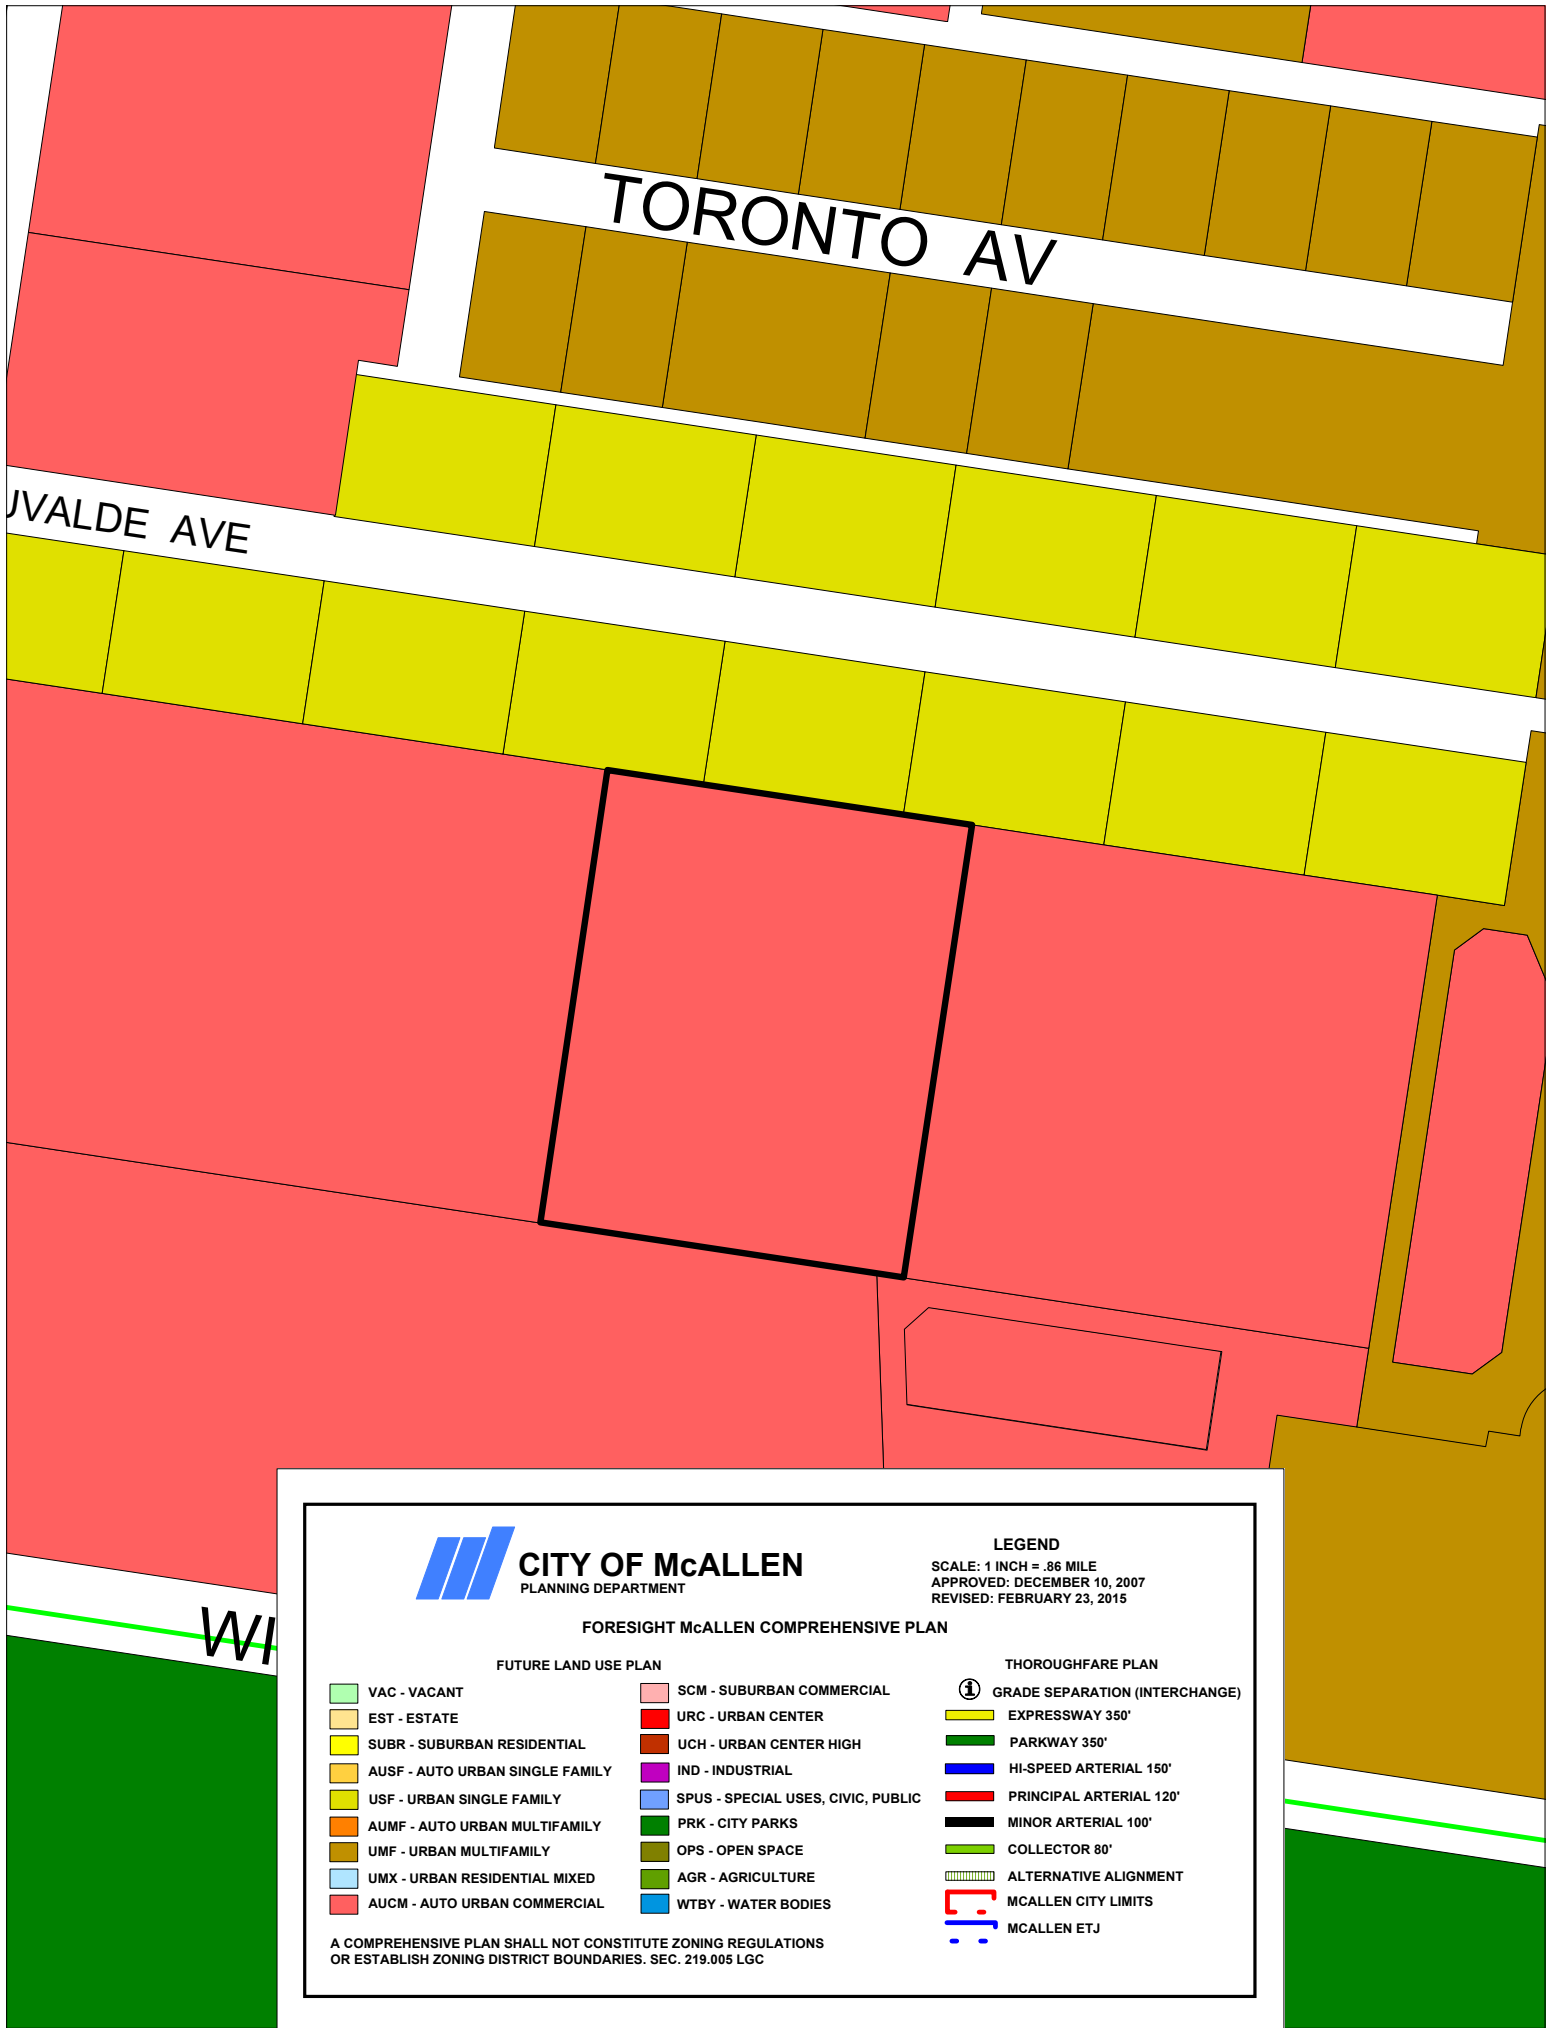 TORONTO AV
UVALDE AVE
WI
CITY OF McALLEN
PLANNING DEPARTMENT
LEGEND
SCALE: 1 INCH = .86 MILE
APPROVED: DECEMBER 10, 2007
REVISED: FEBRUARY 23, 2015
FORESIGHT McALLEN COMPREHENSIVE PLAN
FUTURE LAND USE PLAN
VAC - VACANT
EST - ESTATE
SUBR - SUBURBAN RESIDENTIAL
AUSF - AUTO URBAN SINGLE FAMILY
USF - URBAN SINGLE FAMILY
AUMF - AUTO URBAN MULTIFAMILY
UMF - URBAN MULTIFAMILY
UMX - URBAN RESIDENTIAL MIXED
AUCM - AUTO URBAN COMMERCIAL
SCM - SUBURBAN COMMERCIAL
URC - URBAN CENTER
UCH - URBAN CENTER HIGH
IND - INDUSTRIAL
SPUS - SPECIAL USES, CIVIC, PUBLIC
PRK - CITY PARKS
OPS - OPEN SPACE
AGR - AGRICULTURE
WTBY - WATER BODIES
THOROUGHFARE PLAN
GRADE SEPARATION (INTERCHANGE)
EXPRESSWAY 350'
PARKWAY 350'
HI-SPEED ARTERIAL 150'
PRINCIPAL ARTERIAL 120'
MINOR ARTERIAL 100'
COLLECTOR 80'
ALTERNATIVE ALIGNMENT
MCALLEN CITY LIMITS
MCALLEN ETJ
A COMPREHENSIVE PLAN SHALL NOT CONSTITUTE ZONING REGULATIONS
OR ESTABLISH ZONING DISTRICT BOUNDARIES. SEC. 219.005 LGC